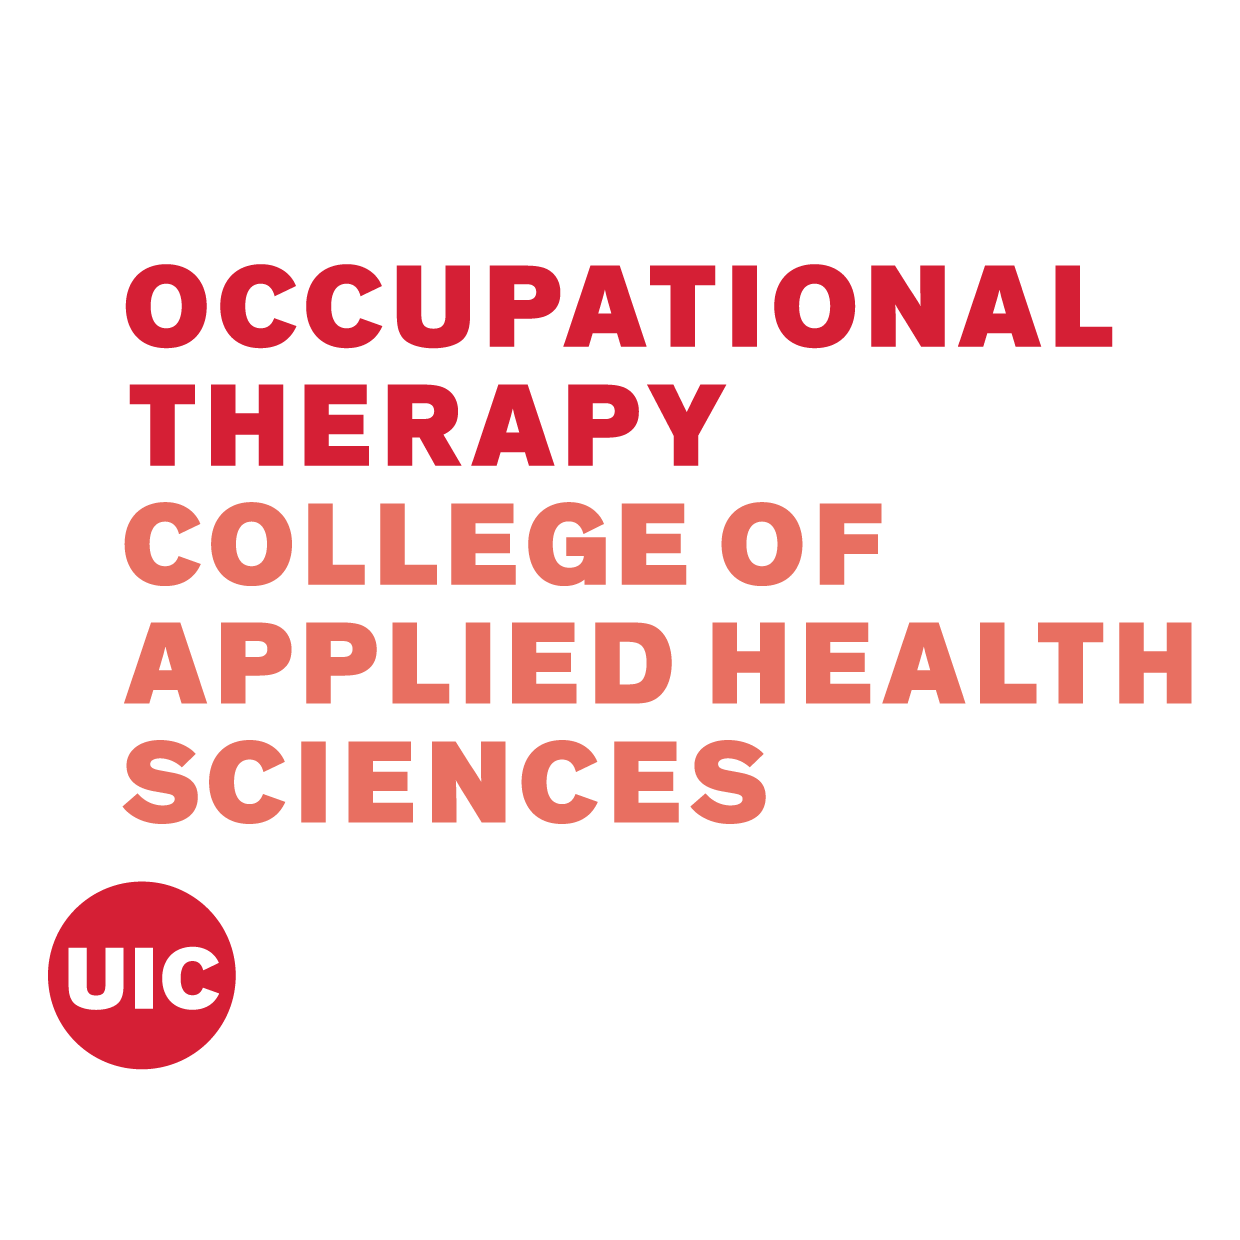 OCCUPATIONAL
THERAPY
COLLEGE OF
APPLIED HEALTH
SCIENCES
UIC